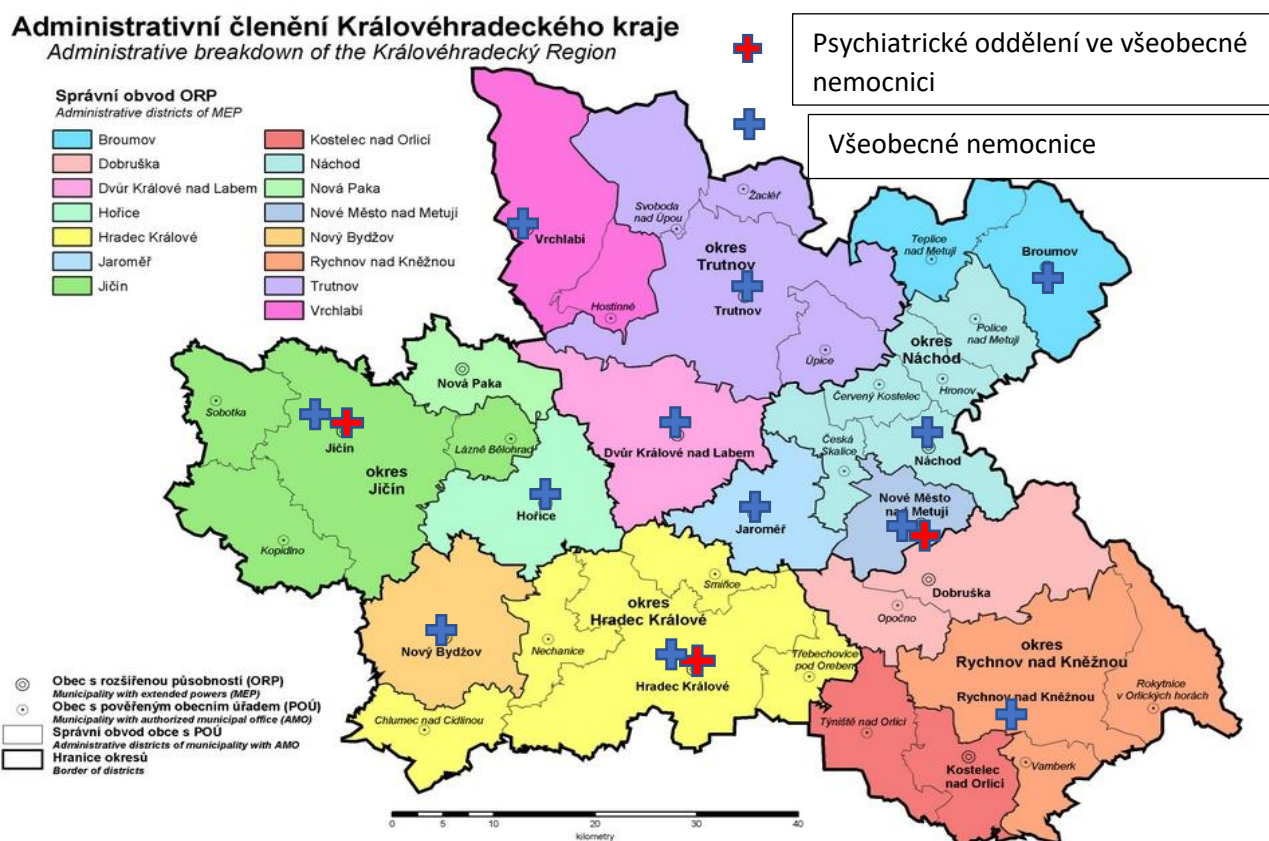 Administrativní členění Královéhradeckého kraje
Administrative breakdown of the Královéhradecký Region
Psychiatrické oddělení ve všeobecné
nemocnici
Všeobecné nemocnice
Správní obvod ORP
Administrative districts of MEP
Broumov
Dobruška
Dvůr Králové nad Labem
Hořice
Hradec Králové
Jaroměř
Jičín
Kostelec nad Orlicí
Náchod
Nová Paka
Nové Město nad Metují
Nový Bydžov
Rychnov nad Kněžnou
Trutnov
Vrchlabí
Vrchlabí
Hostinné
Svoboda
nad Úpou
Žacléř
okres
Trutnov
Trutnov
Úpice
Teplice
nad Metují
Broumov
Police
nad Metují
okres
Náchod
Hronov
Červený Kostelec
Česká
Skalice
Náchod
Nové Město
nad Metují
Nová Paka
Sobotka
Jičín
Lázně Bělohrad
okres
Jičín
Kopidlno
Hořice
Dvůr Králové nad Labem
Jaroměř
Smiřice
okres
Hradec Králové
Nechanice
Hradec Králové
Třebechovice
pod Oreben
Nový Bydžov
Chlumec nad Cidlinou
Dobruška
Opočno
okres
Rychnov nad Kněžnou
Rychnov nad Kněžnou
Rokytnice
v Orlických horách
Týniště nad Orlicí
Kostelec
nad Orlicí
Vamberk
Obec s rozšířenou působností (ORP)
Municipality with extended powers (MEP)
Obec s pověřeným obecním úřadem (POÚ)
Municipality with authorized municipal office (AMO)
Správní obvod obce s POÚ
Administrative districts of municipality with AMO
Hranice okresů
Border of districts
0 5 10 20 30 40
kilometry